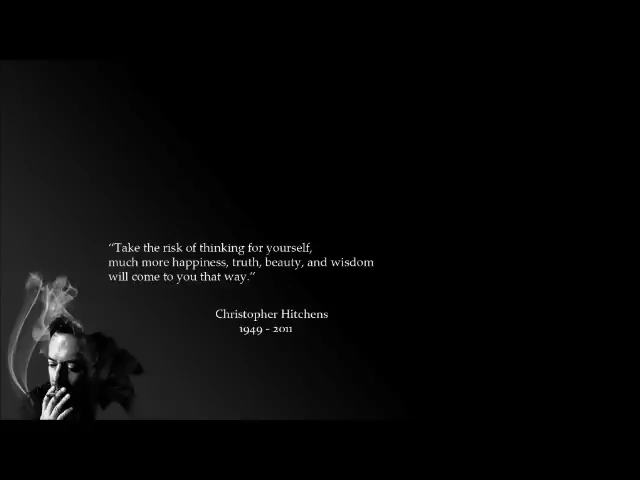 “Take the risk of thinking for yourself,
much more happiness, truth, beauty, and wisdom
will come to you that way.”
Christopher Hitchens
1949 - 2011